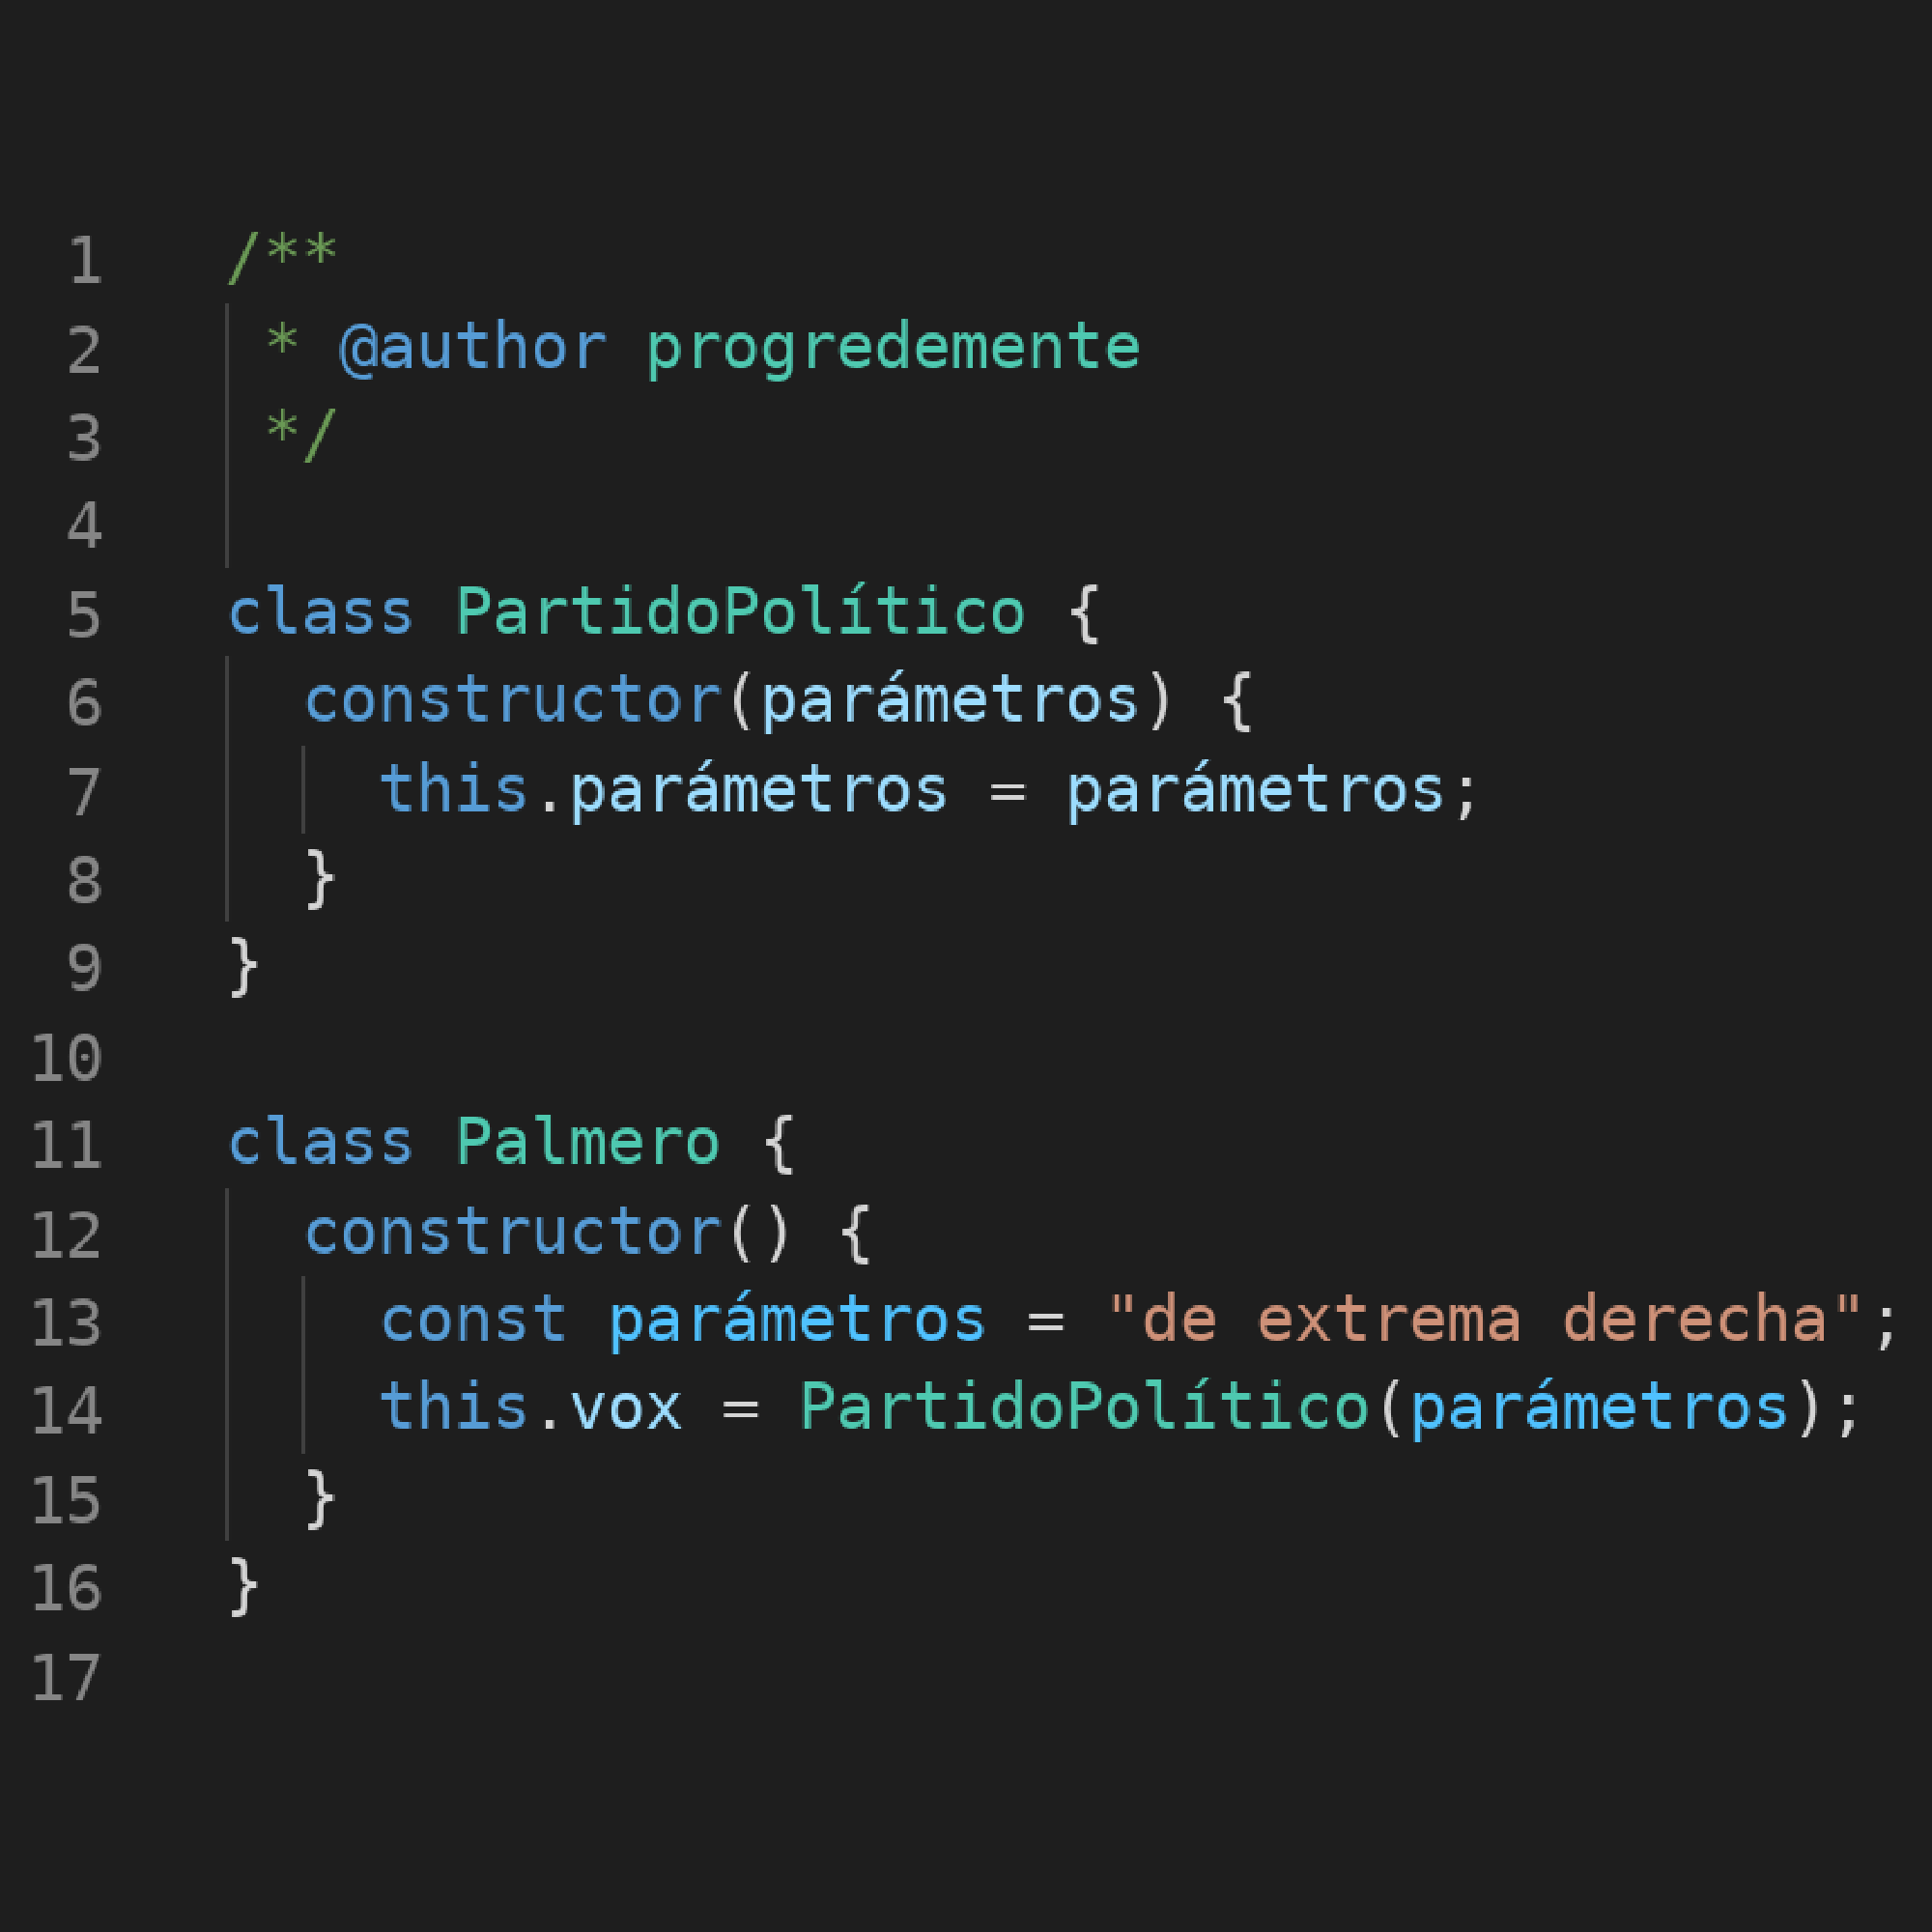 1 /**
2 * @author progredemente
3 */
4
5 class PartidoPolítico {
6 constructor(parámetros) {
7 this.parámetros = parámetros;
8 }
9 }
10
11 class Palmero {
12 constructor() {
13 const parámetros = "de extrema derecha";
14 this.vox = PartidoPolítico(parámetros);
15 }
16 }
17